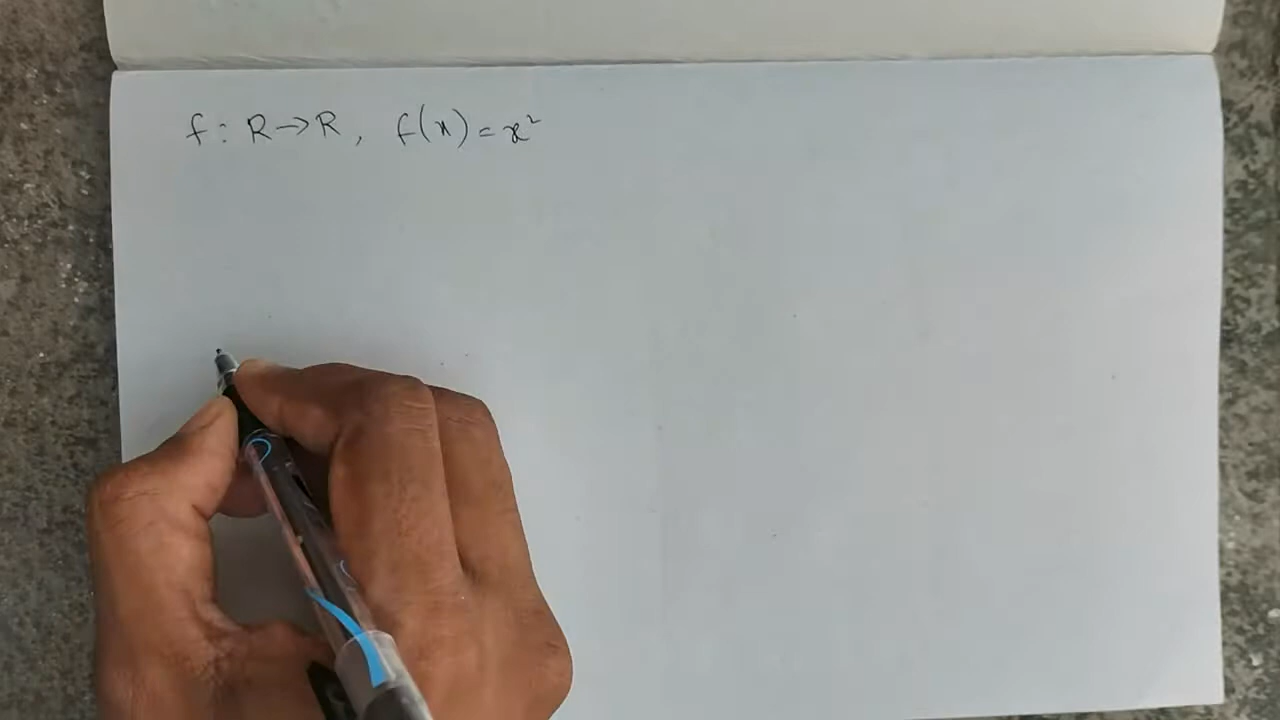 f : R → R , f(x) = x²